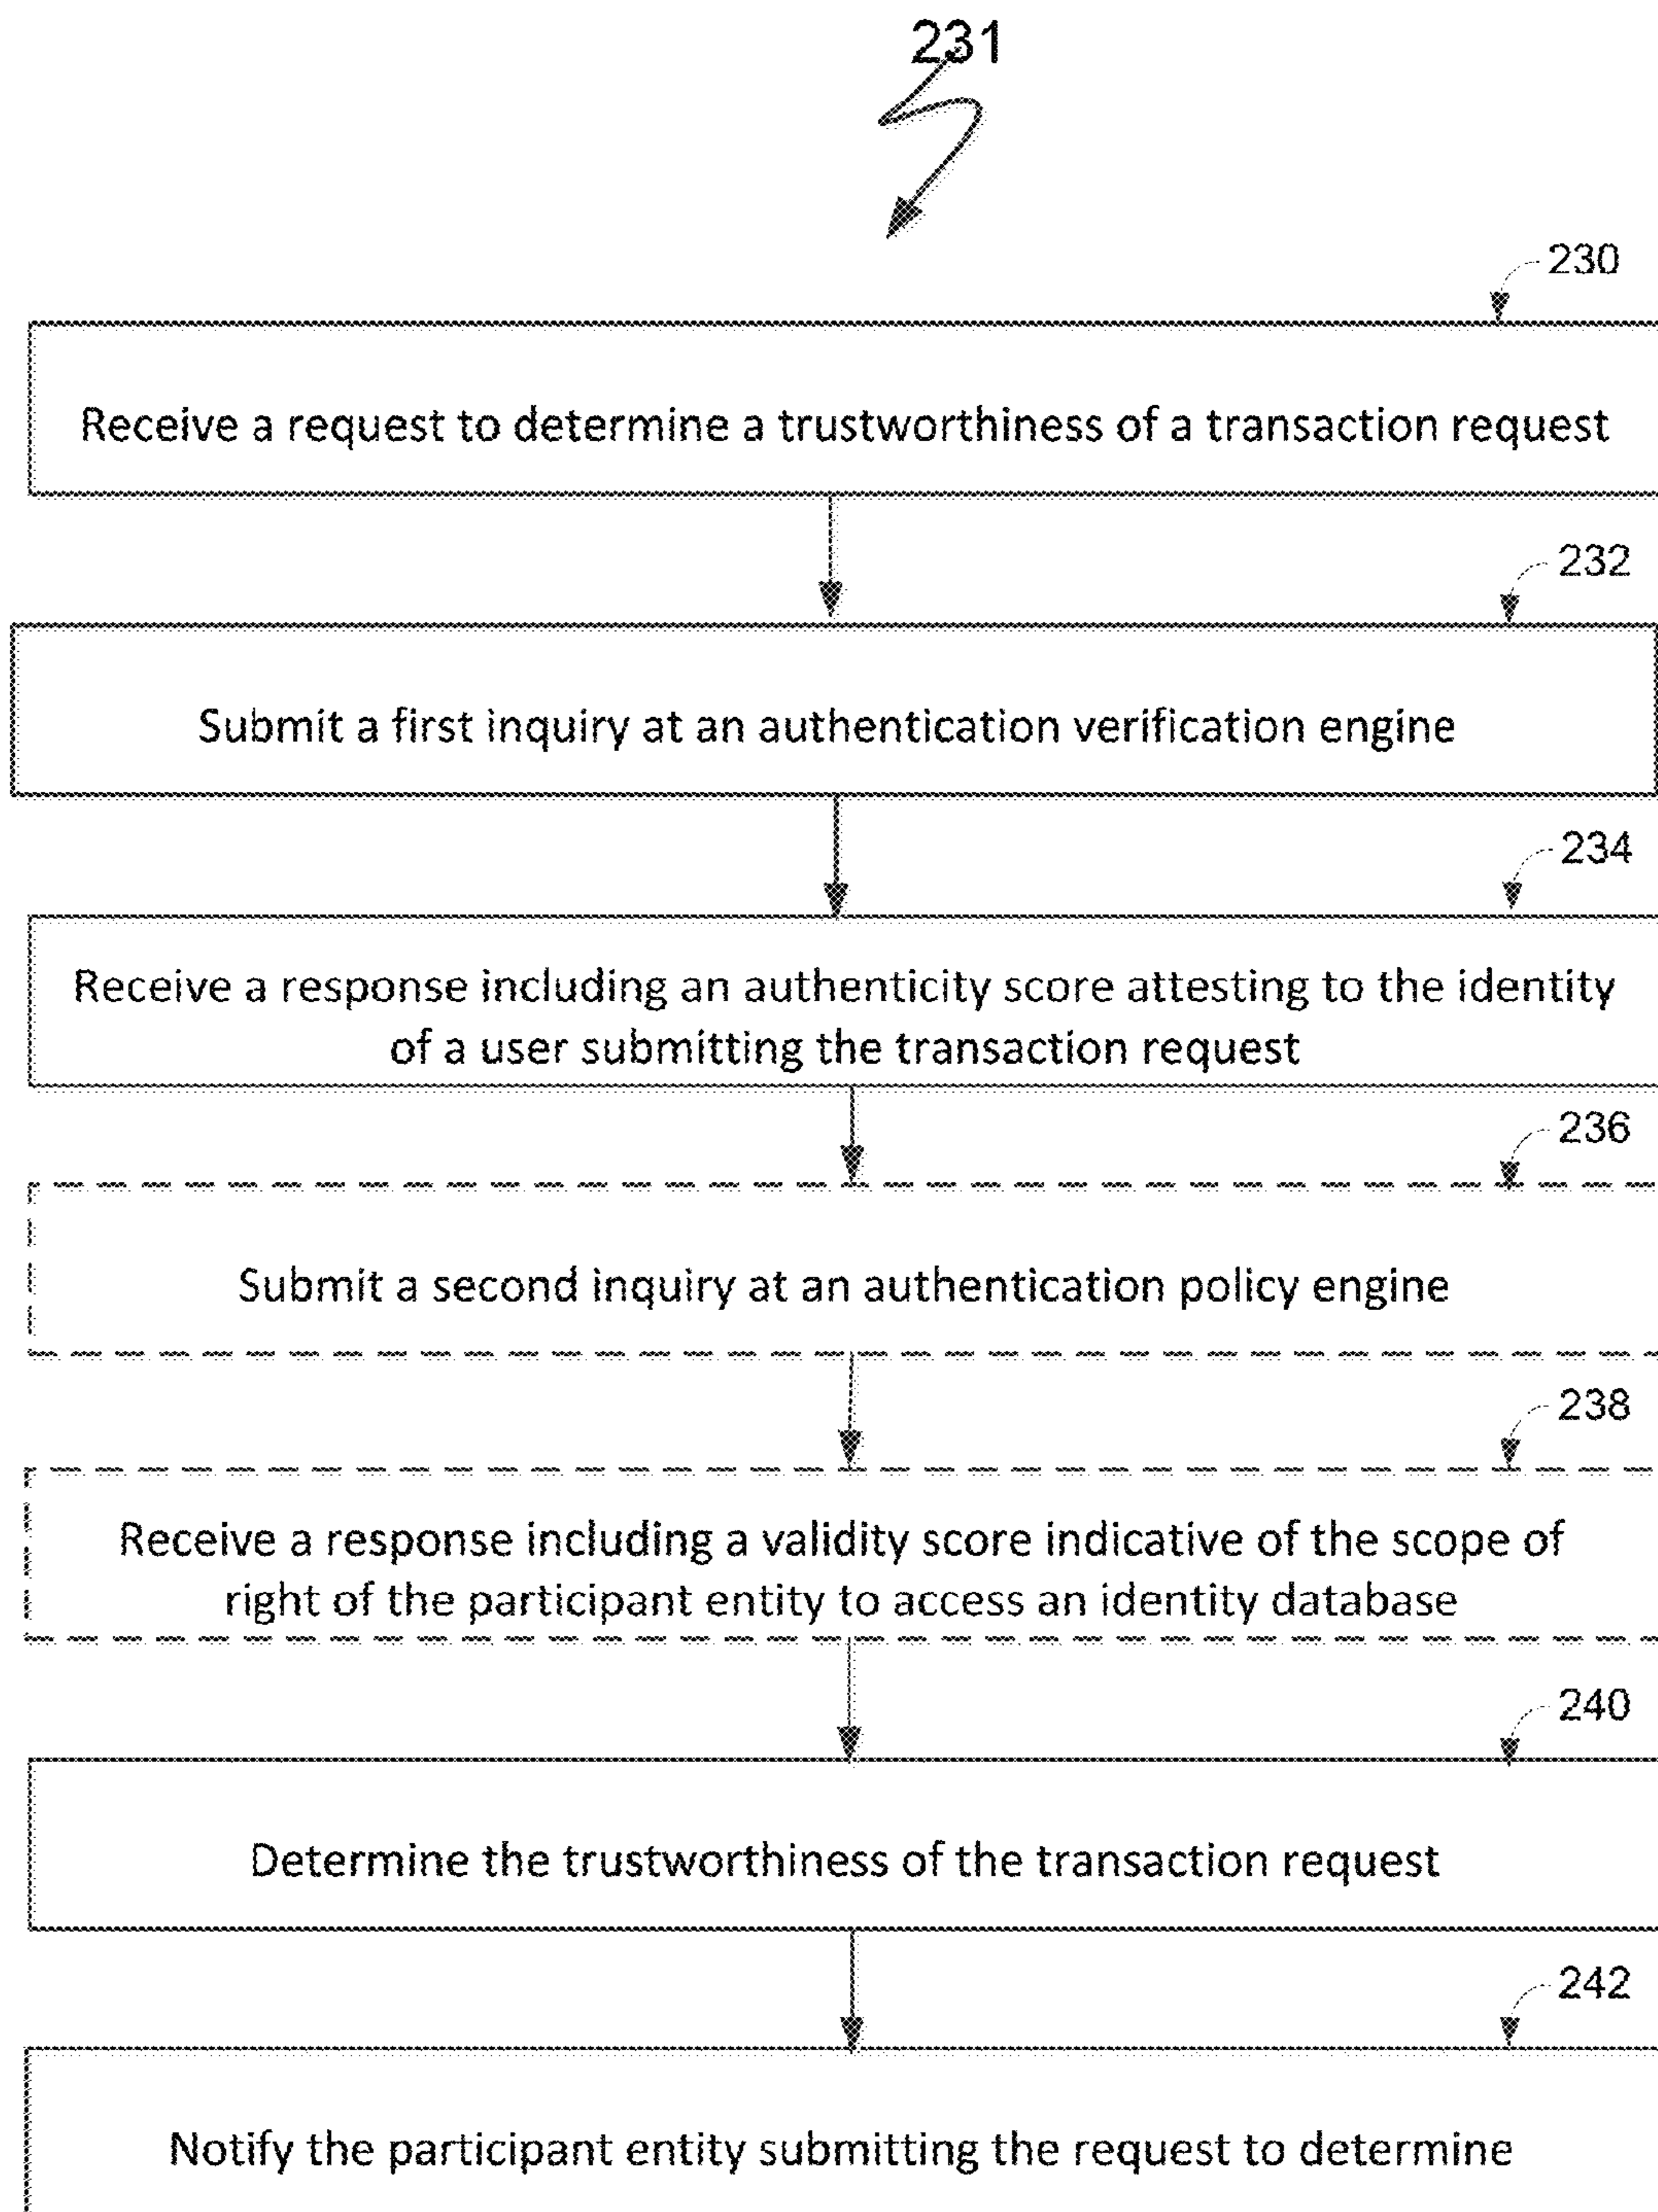 231
230
Receive a request to determine a trustworthiness of a transaction request
232
Submit a first inquiry at an authentication verification engine
234
Receive a response including an authenticity score attesting to the identity
of a user submitting the transaction request
236
Submit a second inquiry at an authentication policy engine
238
Receive a response including a validity score indicative of the scope of
right of the participant entity to access an identity database
240
Determine the trustworthiness of the transaction request
242
Notify the participant entity submitting the request to determine